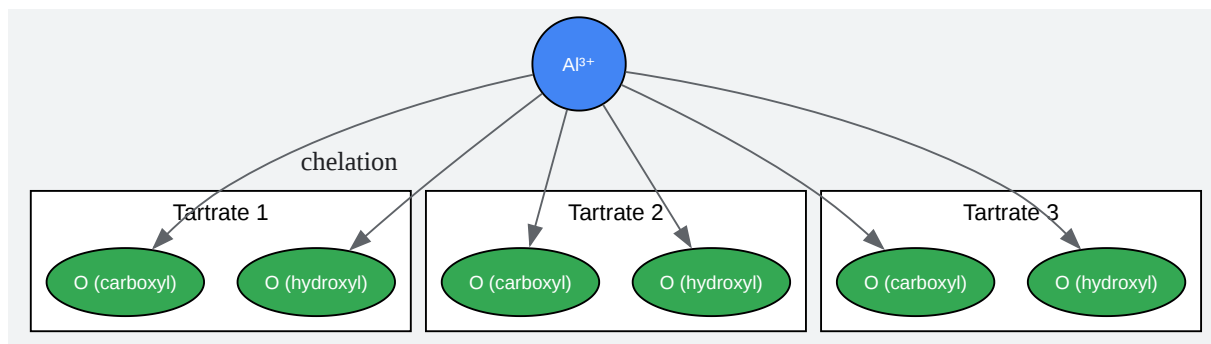 Al³⁺
chelation
Tartrate 1
Tartrate 2
Tartrate 3
O (carboxyl)
O (hydroxyl)
O (carboxyl)
O (hydroxyl)
O (carboxyl)
O (hydroxyl)